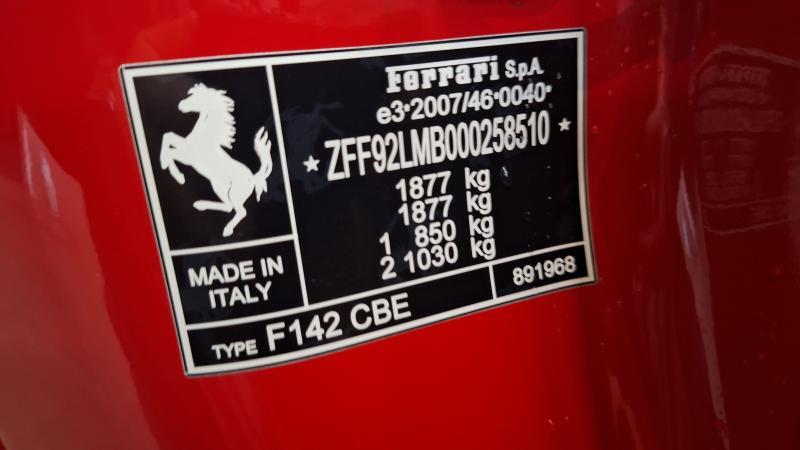 Ferrari S.p.A.
e3*2007/46*0040*
* ZFF92LMB000258510 *
1877 kg
1877 kg
1 850 kg
2 1030 kg
MADE IN
ITALY
891968
TYPE F142 CBE